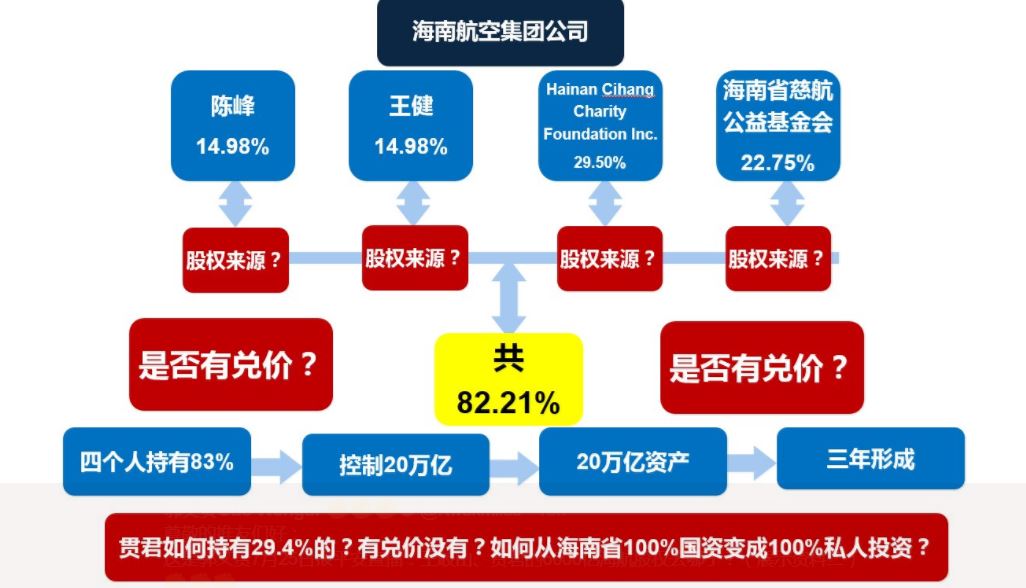 海南航空集团公司
陈峰
14.98%
王健
14.98%
Hainan Cihang
Charity
Foundation Inc.
29.50%
海南省慈航
公益基金会
22.75%
股权来源？
股权来源？
股权来源？
股权来源？
是否有兑价？
共
82.21%
是否有兑价？
四个人持有83%
控制20万亿
20万亿资产
三年形成
贯君如何持有29.4%的？有兑价没有？如何从海南省100%国资变成100%私人投资？